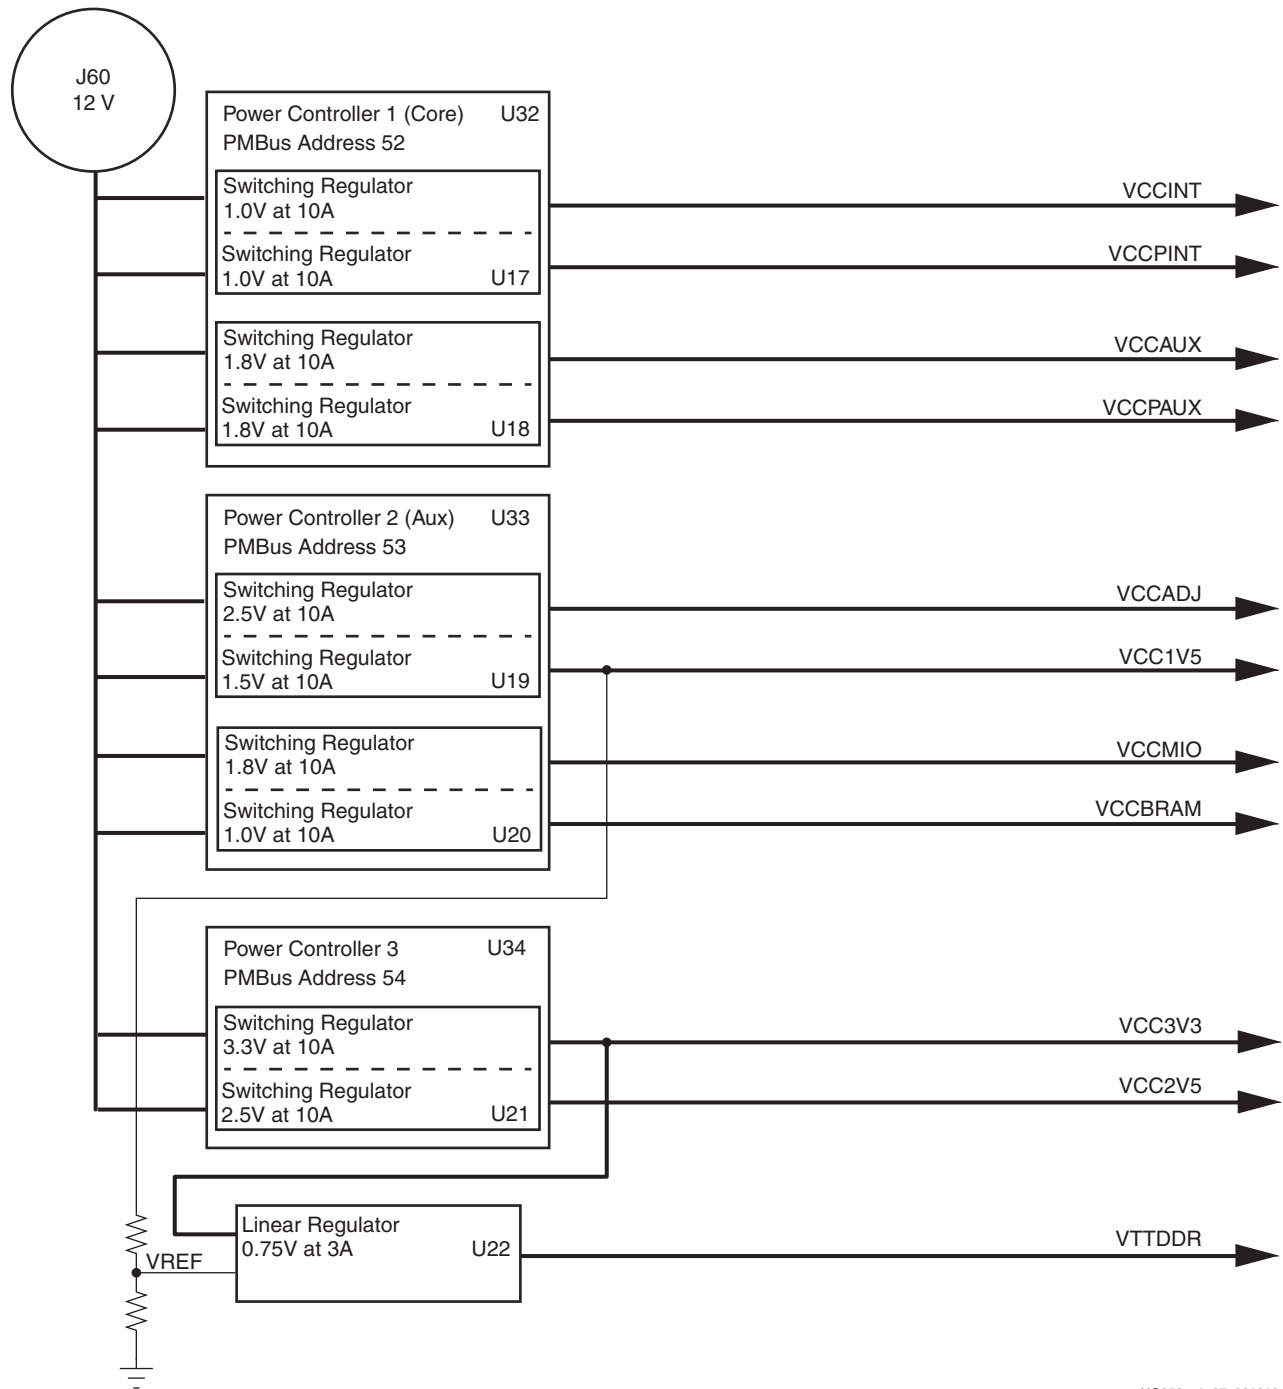 J60
12 V
Power Controller 1 (Core) U32
PMBus Address 52
Switching Regulator
1.0V at 10A
VCCINT
Switching Regulator
1.0V at 10A U17
VCCPINT
Switching Regulator
1.8V at 10A
VCCAUX
Switching Regulator
1.8V at 10A U18
VCCPAUX
Power Controller 2 (Aux) U33
PMBus Address 53
Switching Regulator
2.5V at 10A
VCCADJ
Switching Regulator
1.5V at 10A U19
VCC1V5
Switching Regulator
1.8V at 10A
VCCMIO
Switching Regulator
1.0V at 10A U20
VCCBRAM
Power Controller 3 U34
PMBus Address 54
Switching Regulator
3.3V at 10A
VCC3V3
Switching Regulator
2.5V at 10A U21
VCC2V5
Linear Regulator
0.75V at 3A U22
VTTDDR
VREF